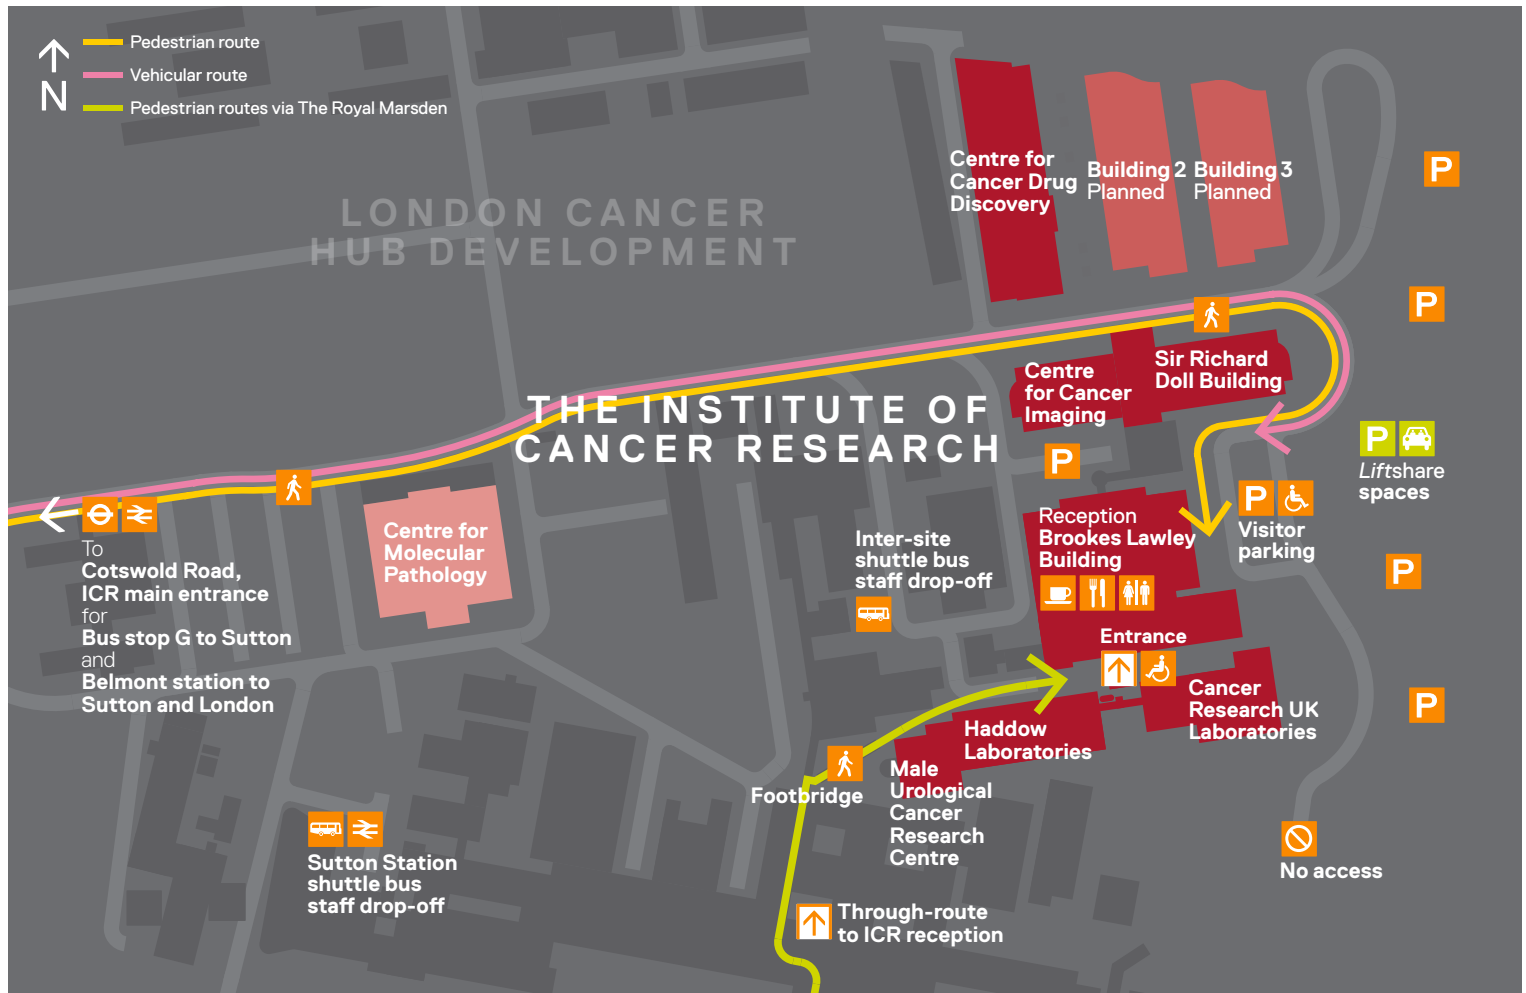 Pedestrian route
Vehicular route
N
Pedestrian routes via The Royal Marsden
LONDON CANCER
HUB DEVELOPMENT
Centre for
Cancer Drug
Discovery
Building 2
Planned
Building 3
Planned
P
P
Sir Richard
Doll Building
Centre
for Cancer
Imaging
THE INSTITUTE OF
CANCER RESEARCH
P
P
Liftshare
spaces
P
Visitor
parking
Centre for
Molecular
Pathology
To
Cotswold Road,
ICR main entrance
for
Bus stop G to Sutton
and
Belmont station to
Sutton and London
Inter-site
shuttle bus
staff drop-off
Reception
Brookes Lawley
Building
P
Entrance
Cancer
Research UK
Laboratories
P
Haddow
Laboratories
Male
Urological
Cancer
Research
Centre
Footbridge
Sutton Station
shuttle bus
staff drop-off
No access
Through-route
to ICR reception